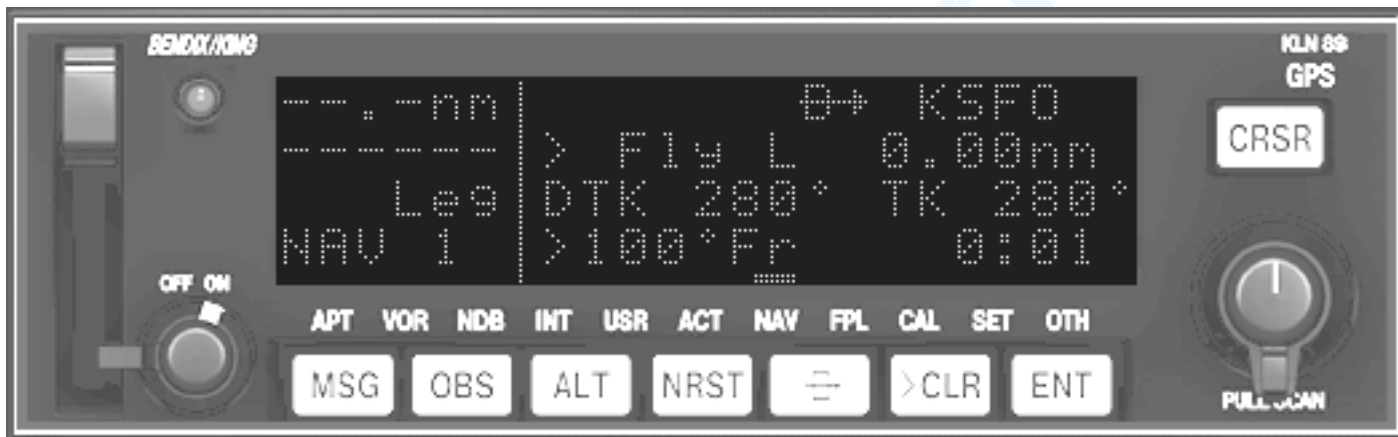 BENDIX/KING
KLN 89
GPS
--.-nm KSFO
------ > Fly L 0.00nm
Leg DTK 280° TK 280°
NAV 1 >100°Fr 0:01
CRSR
OFF ON
APT VOR NDB INT USR ACT NAV FPL CAL SET OTH
MSG OBS ALT NRST >CLR ENT
PULL SCAN